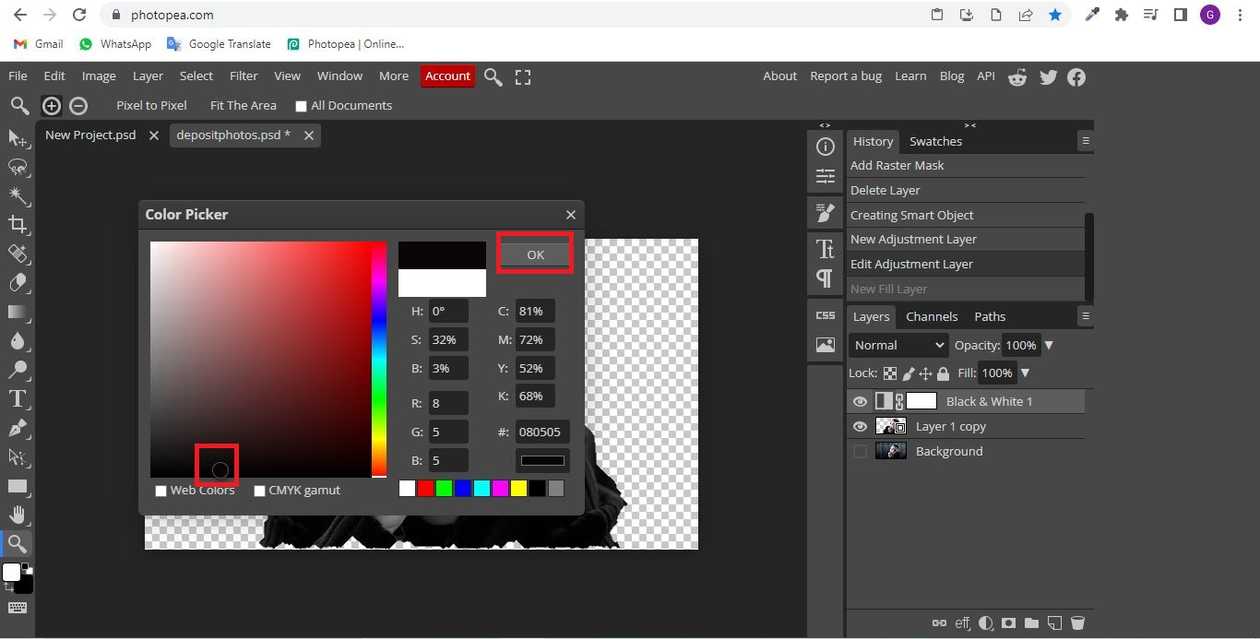 photopea.com
G
Gmail WhatsApp Google Translate Photopea | Online...
File Edit Image Layer Select Filter View Window More Account About Report a bug Learn Blog API
Pixel to Pixel Fit The Area All Documents
New Project.psd depositphotos.psd *
History Swatches
Add Raster Mask
Delete Layer
Creating Smart Object
New Adjustment Layer
Edit Adjustment Layer
New Fill Layer
Color Picker
OK
H: 0° C: 81%
S: 32% M: 72%
B: 3% Y: 52%
K: 68%
R: 8
G: 5 #: 080505
B: 5
Web Colors CMYK gamut
CSS
Layers Channels Paths
Normal Opacity: 100%
Lock: Fill: 100%
Black & White 1
Layer 1 copy
Background
eff